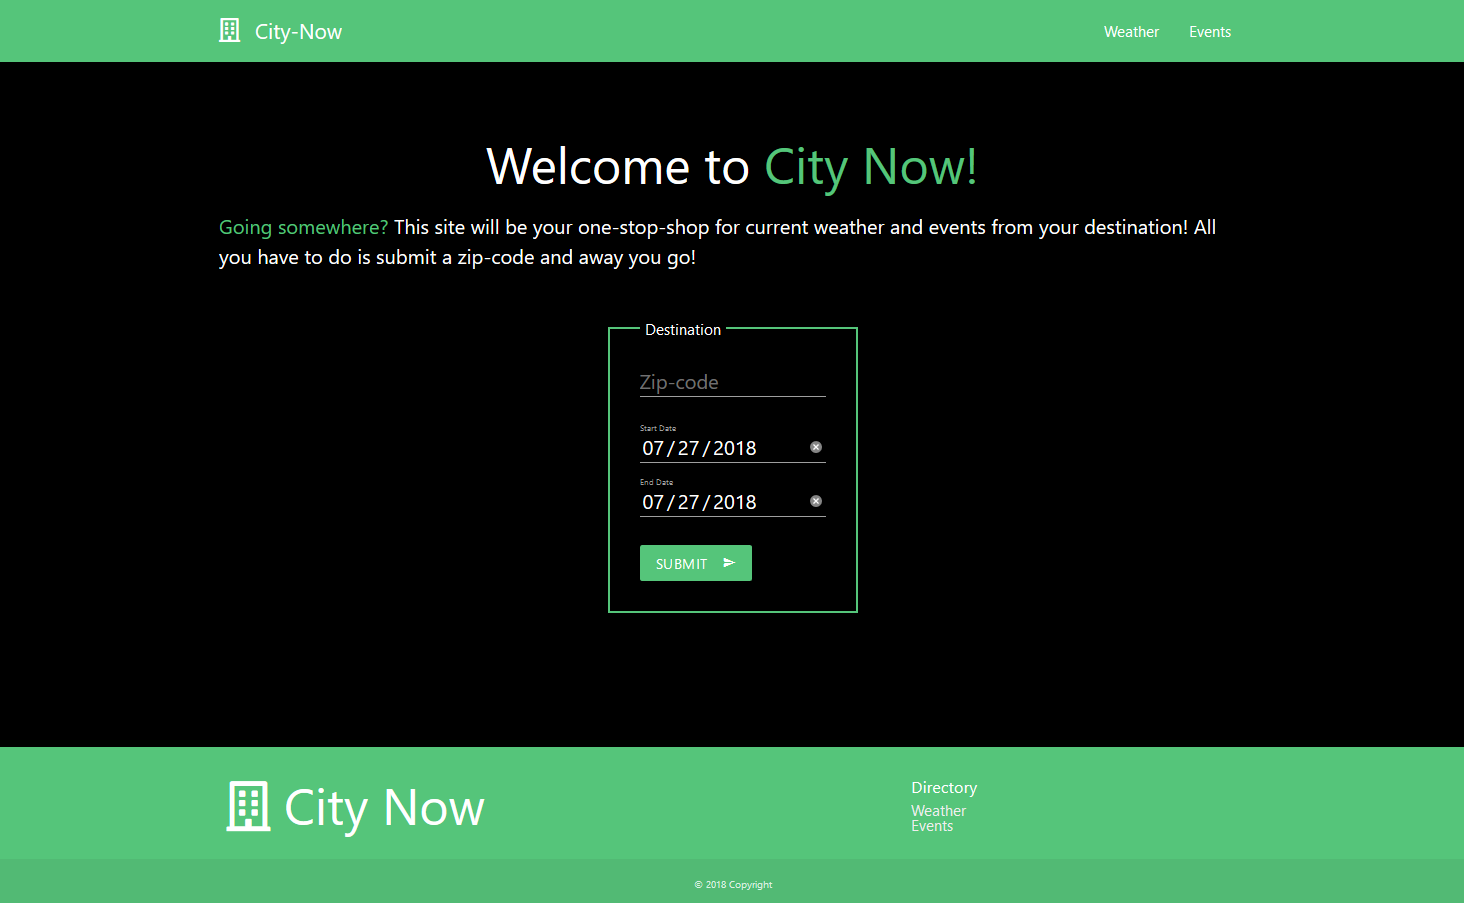 City-Now
Weather
Events
Welcome to City Now!
Going somewhere? This site will be your one-stop-shop for current weather and events from your destination! All
you have to do is submit a zip-code and away you go!
Destination
Zip-code
Start Date
07/27/2018
End Date
07/27/2018
SUBMIT
City Now
Directory
Weather
Events
© 2018 Copyright